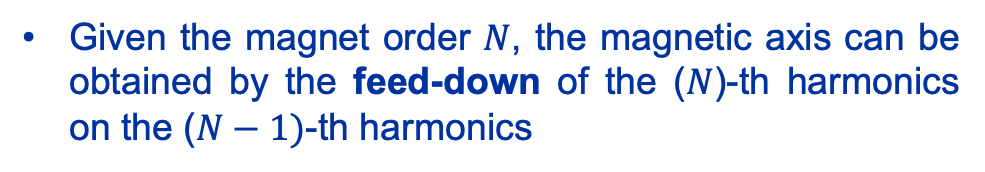 • Given the magnet order N, the magnetic axis can be
obtained by the feed-down of the (N)-th harmonics
on the (N − 1)-th harmonics